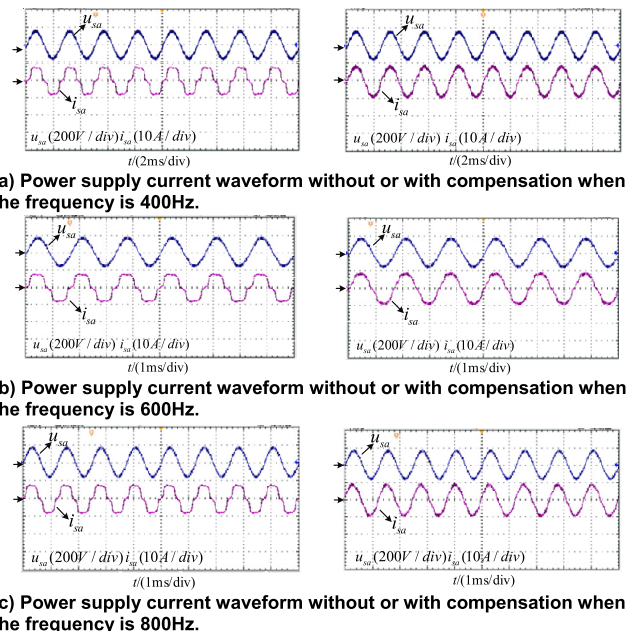 u_sa
i_sa
u_sa(200V / div) i_sa(10A / div)
t/(2ms/div)
u_sa
i_sa
u_sa(200V / div) i_sa(10A / div)
t/(2ms/div)
a) Power supply current waveform without or with compensation when
he frequency is 400Hz.
u_sa
i_sa
u_sa(200V / div) i_sa(10A / div)
t/(1ms/div)
u_sa
i_sa
u_sa(200V / div) i_sa(10A / div)
t/(1ms/div)
b) Power supply current waveform without or with compensation when
he frequency is 600Hz.
u_sa
i_sa
u_sa(200V / div) i_sa(10A / div)
t/(1ms/div)
u_sa
i_sa
u_sa(200V / div) i_sa(10A / div)
t/(1ms/div)
c) Power supply current waveform without or with compensation when
he frequency is 800Hz.